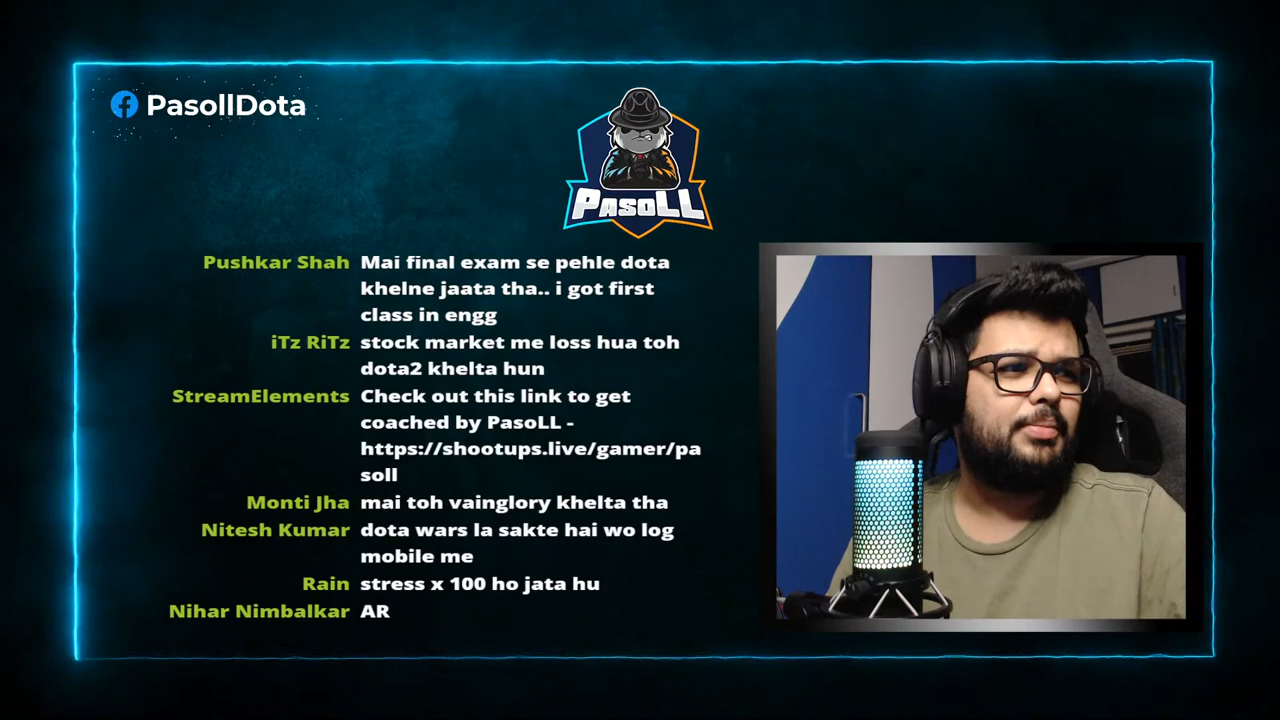 PasollDota
PASOLL
Pushkar Shah Mai final exam se pehle dota
khelne jaata tha.. i got first
class in engg
iTz RiTz stock market me loss hua toh
dota2 khelta hun
StreamElements Check out this link to get
coached by PasoLL -
https://shootups.live/gamer/pa
soll
Monti Jha mai toh vainglory khelta tha
Nitesh Kumar dota wars la sakte hai wo log
mobile me
Rain stress x 100 ho jata hu
Nihar Nimbalkar AR